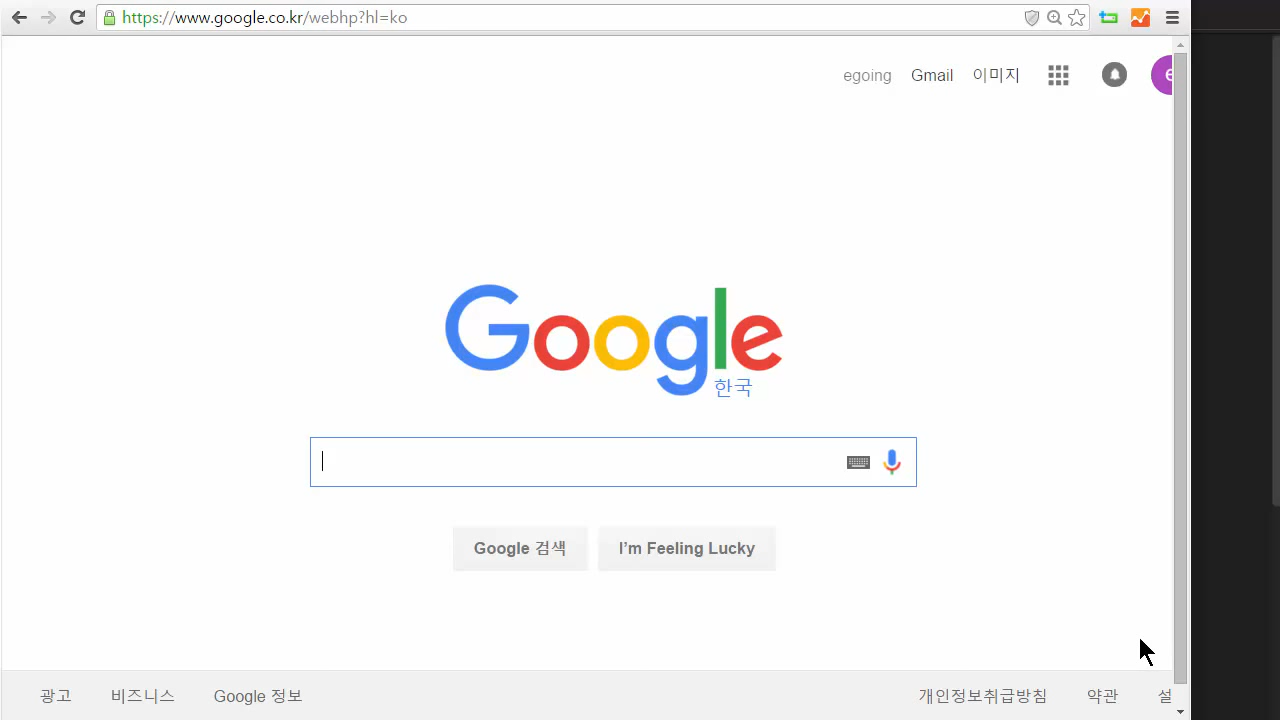 https://www.google.co.kr/webhp?hl=ko
egoing Gmail 이미지 e
Google
한국
Google 검색 I'm Feeling Lucky
광고 비즈니스 Google 정보 개인정보취급방침 약관 설